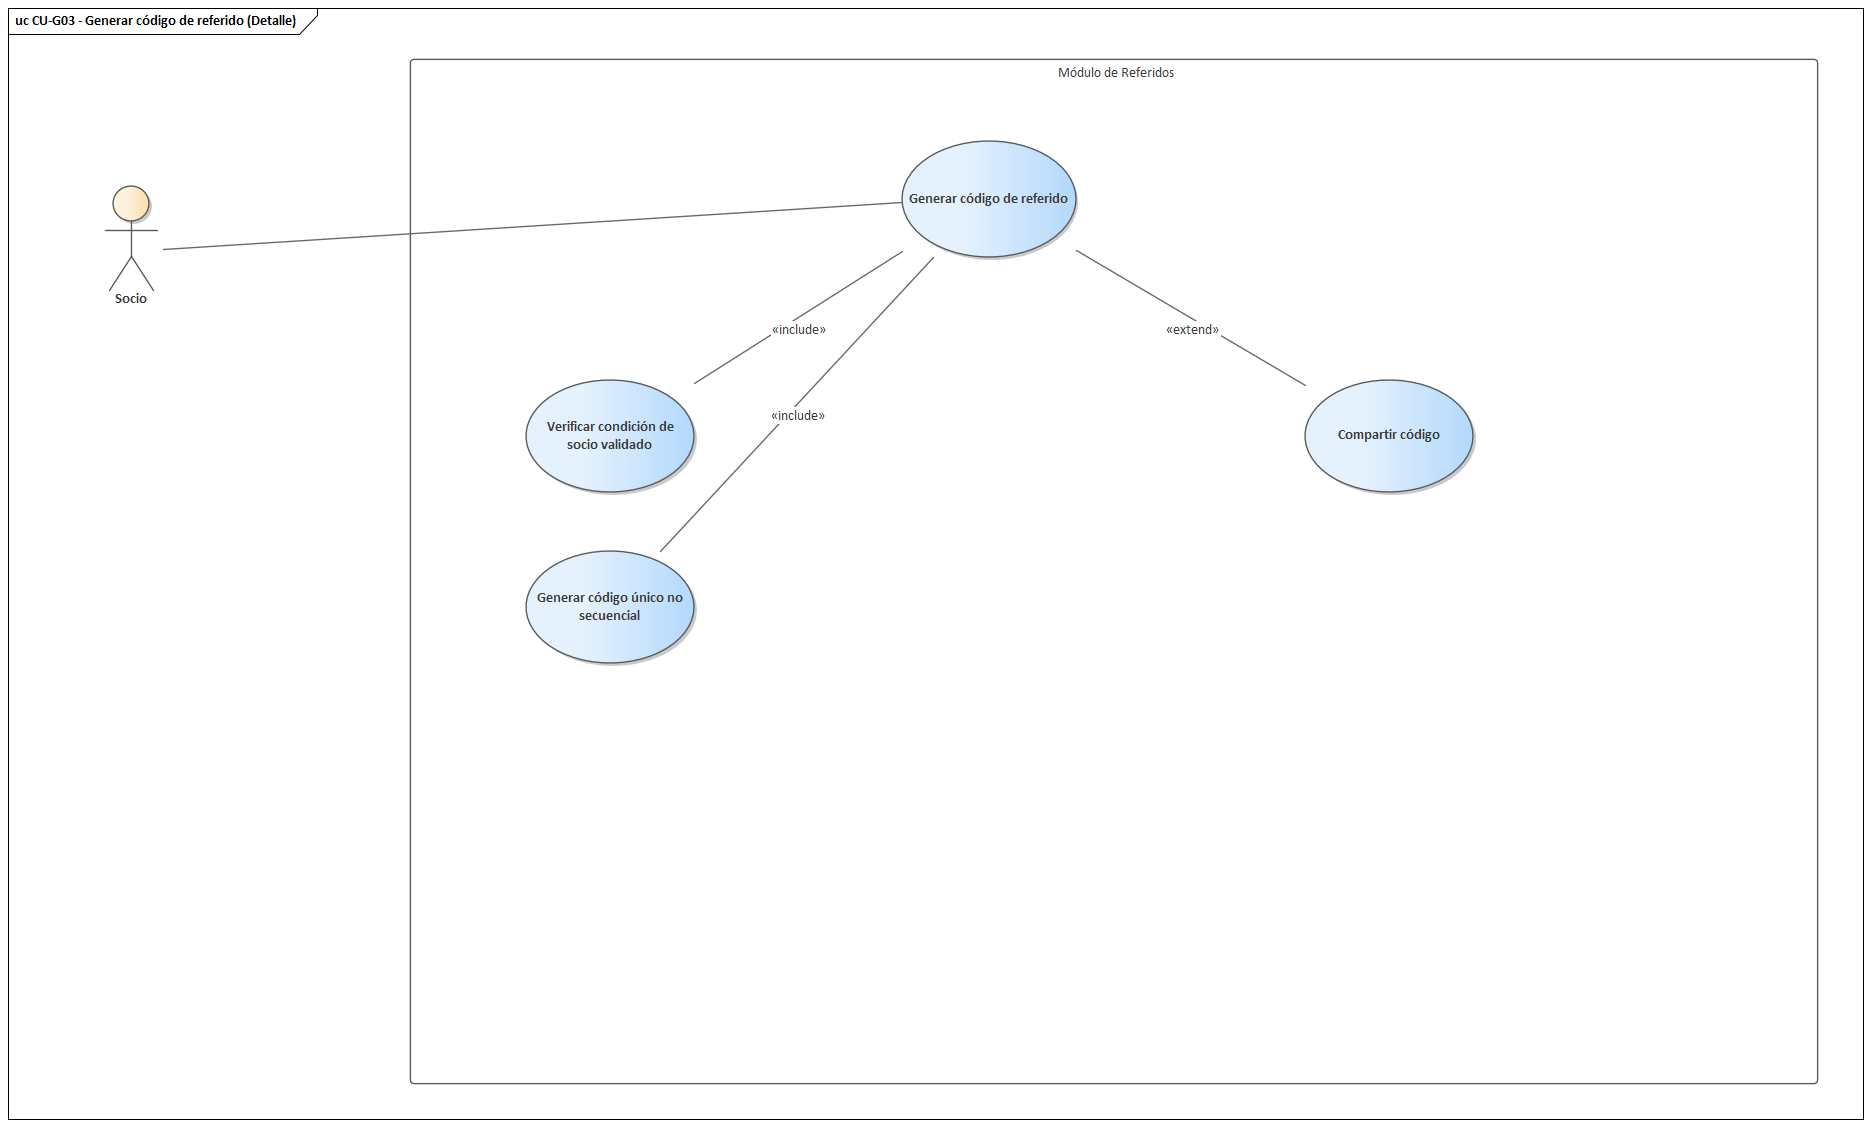 uc CU-G03 - Generar código de referido (Detalle)
Módulo de Referidos
Generar código de referido
Socio
«include»
«extend»
«include»
Verificar condición de
socio validado
Compartir código
Generar código único no
secuencial